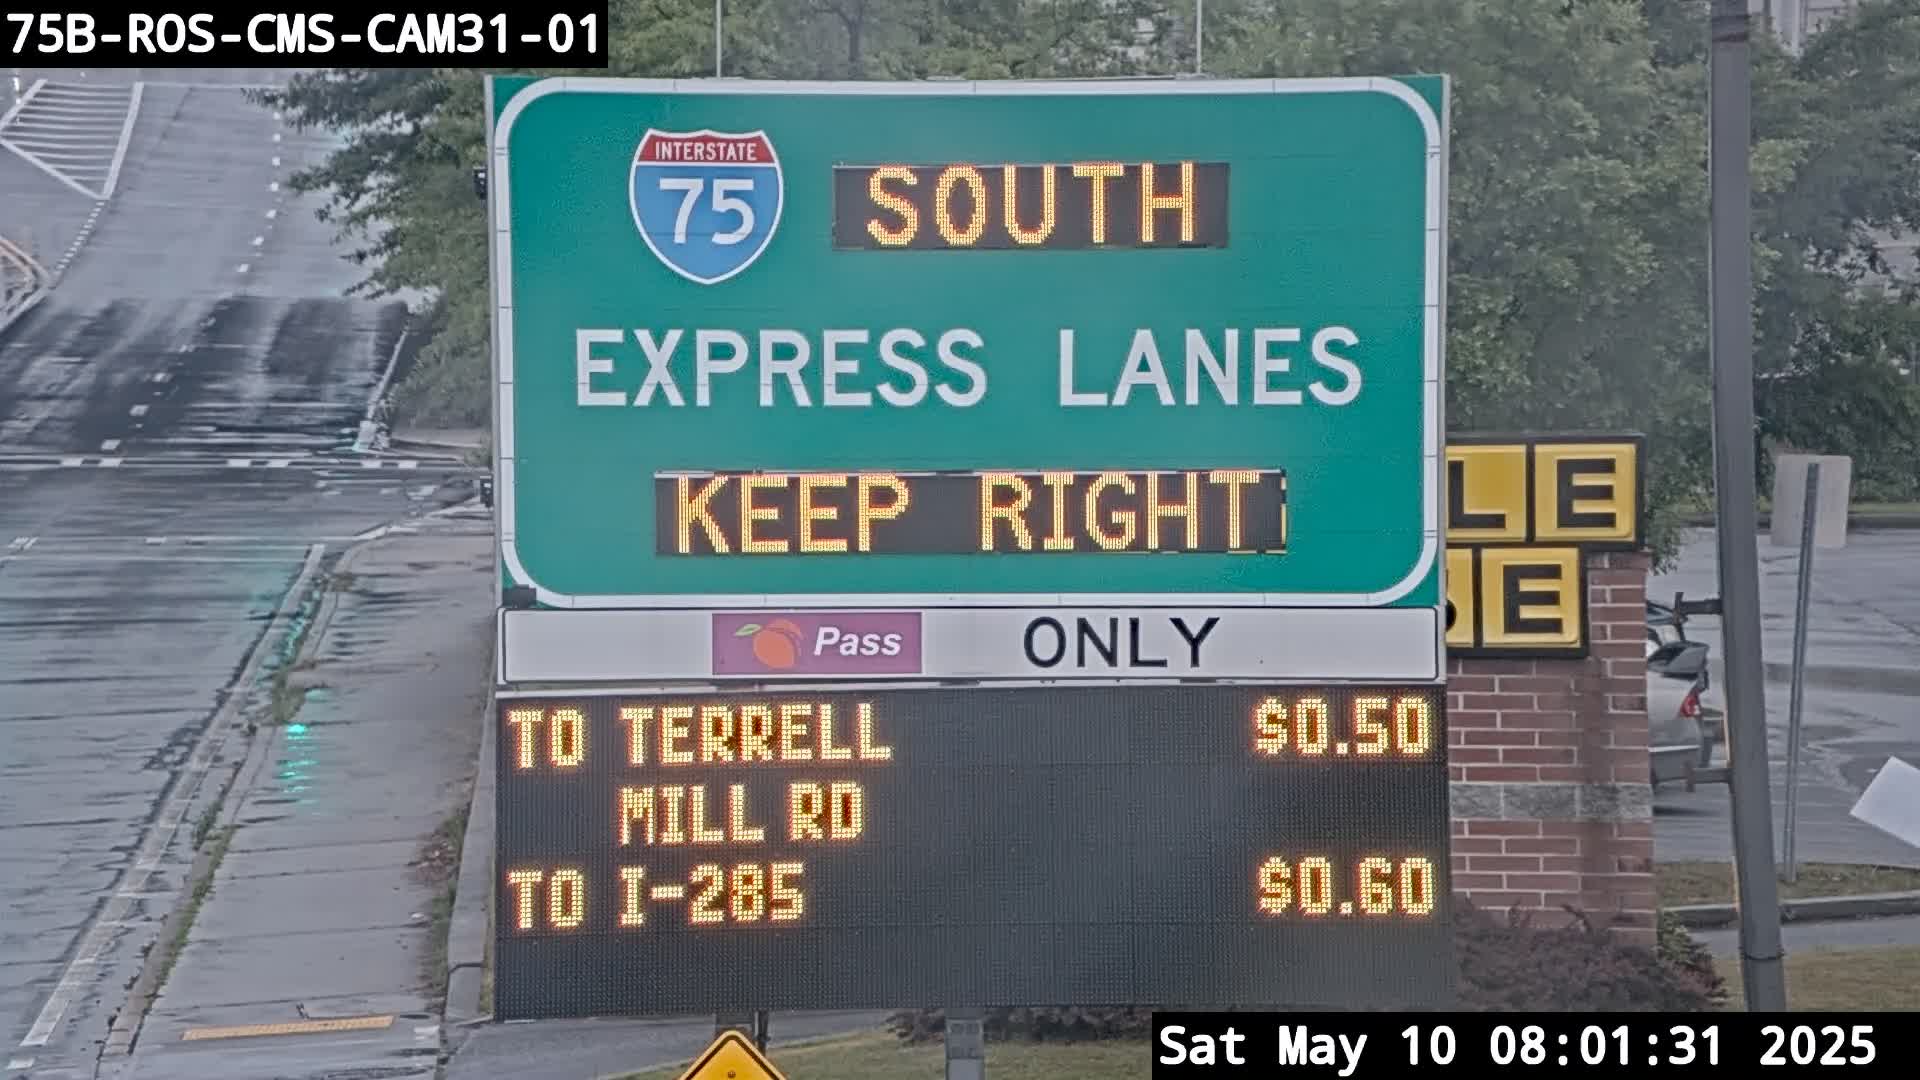 75B-ROS-CMS-CAM31-01
INTERSTATE
75
SOUTH
EXPRESS LANES
KEEP RIGHT
Pass ONLY
TO TERRELL $0.50
MILL RD
TO I-285 $0.60
LE
E
Sat May 10 08:01:31 2025